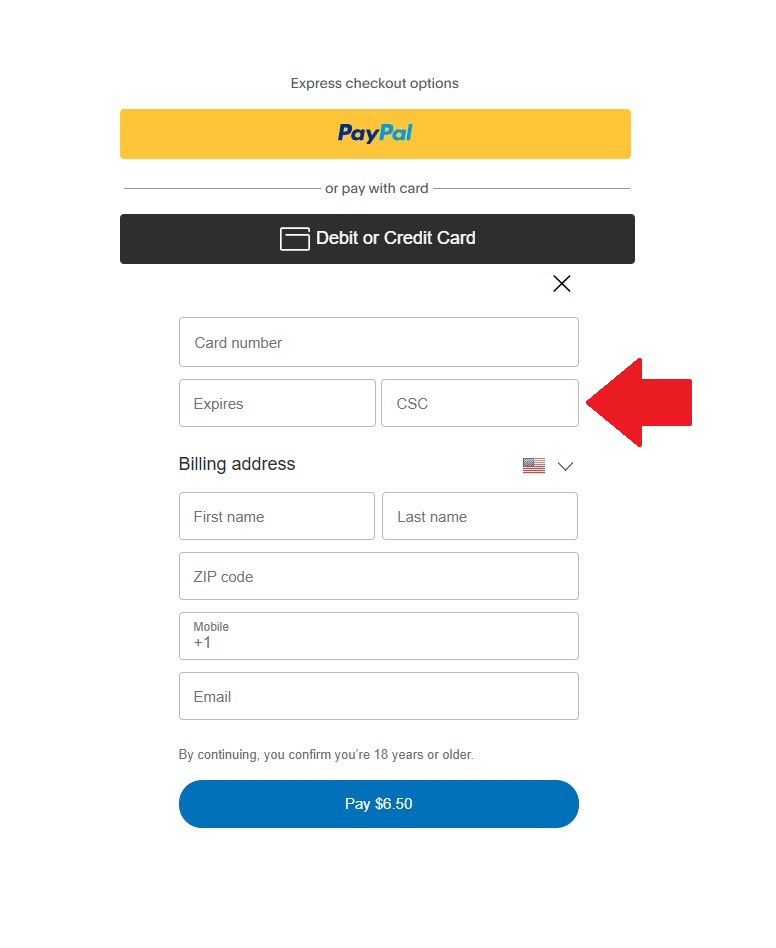 Express checkout options
PayPal
or pay with card
Debit or Credit Card
Card number
Expires CSC
Billing address
First name Last name
ZIP code
Mobile
+1
Email
By continuing, you confirm you’re 18 years or older.
Pay $6.50